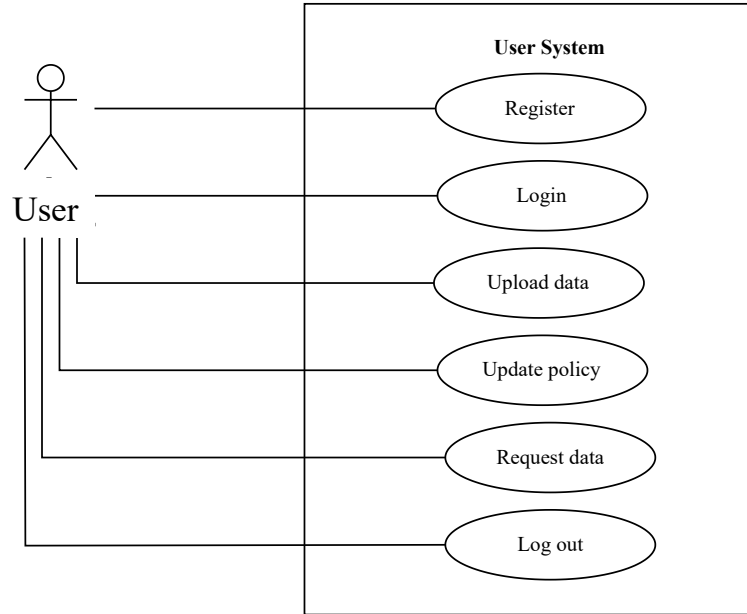 User System
Register
Login
User
Upload data
Update policy
Request data
Log out